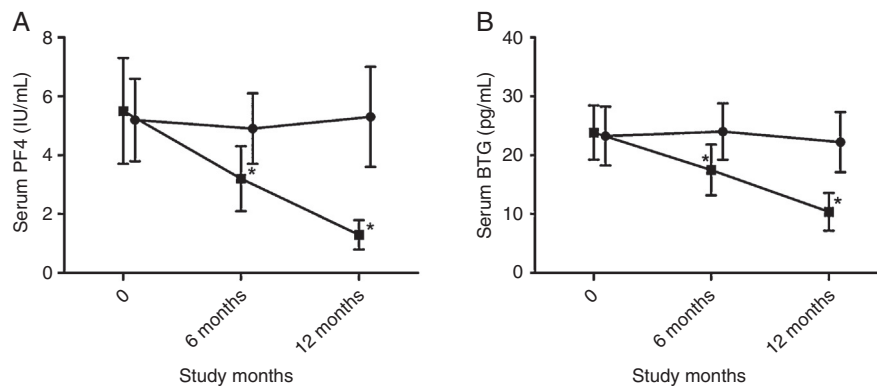 A
Serum PF4 (IU/mL)
8
6
4
2
0
*
*
0
6 months
12 months
Study months
B
Serum BTG (pg/mL)
40
30
20
10
0
*
*
0
6 months
12 months
Study months